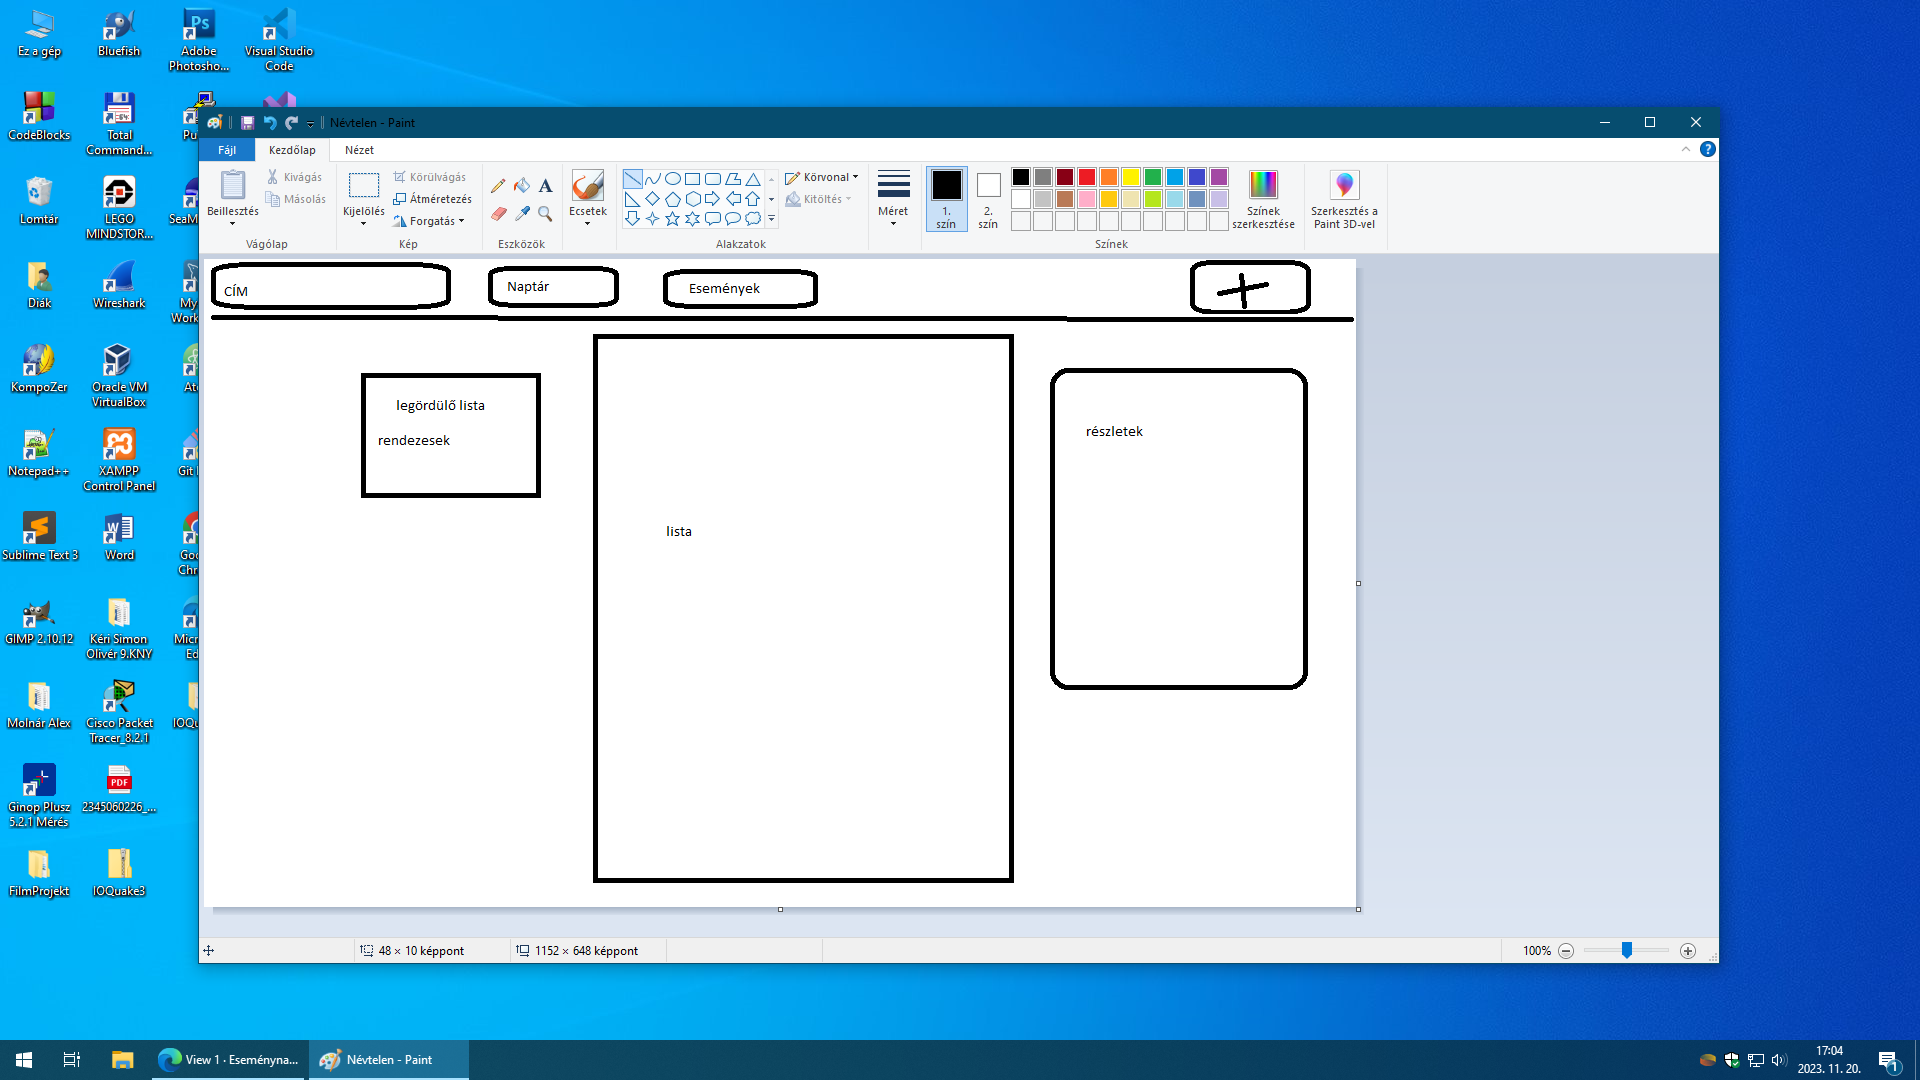 Ez a gép
Bluefish
Adobe
Photosho...
Visual Studio
Code
CodeBlocks
Total
Command...
Pu
Lomtár
LEGO
MINDSTOR...
SeaM
Diák
Wireshark
My
Work
KompoZer
Oracle VM
VirtualBox
Ato
Notepad++
XAMPP
Control Panel
Git
Sublime Text 3
Word
Goo
Chr
GIMP 2.10.12
Kéri Simon
Olivér 9.KNY
Micr
Ed
Molnár Alex
Cisco Packet
Tracer_8.2.1
IOQu
Ginop Plusz
5.2.1 Mérés
2345060226_...
FilmProjekt
IOQuake3
Névtelen - Paint
Fájl
Kezdőlap
Nézet
Beillesztés
Kivágás
Másolás
Vágólap
Kijelölés
Körülvágás
Átméretezés
Forgatás
Kép
Eszközök
Ecsetek
Alakzatok
Körvonal
Kitöltés
Méret
1.
szín
2.
szín
Színek
Színek
szerkesztése
Szerkesztés a
Paint 3D-vel
CÍM
Naptár
Események
+
legördülő lista
rendezesek
lista
részletek
48 × 10 képpont
1152 × 648 képpont
100%
View 1 · Eseményna...
Névtelen - Paint
17:04
2023. 11. 20.
1